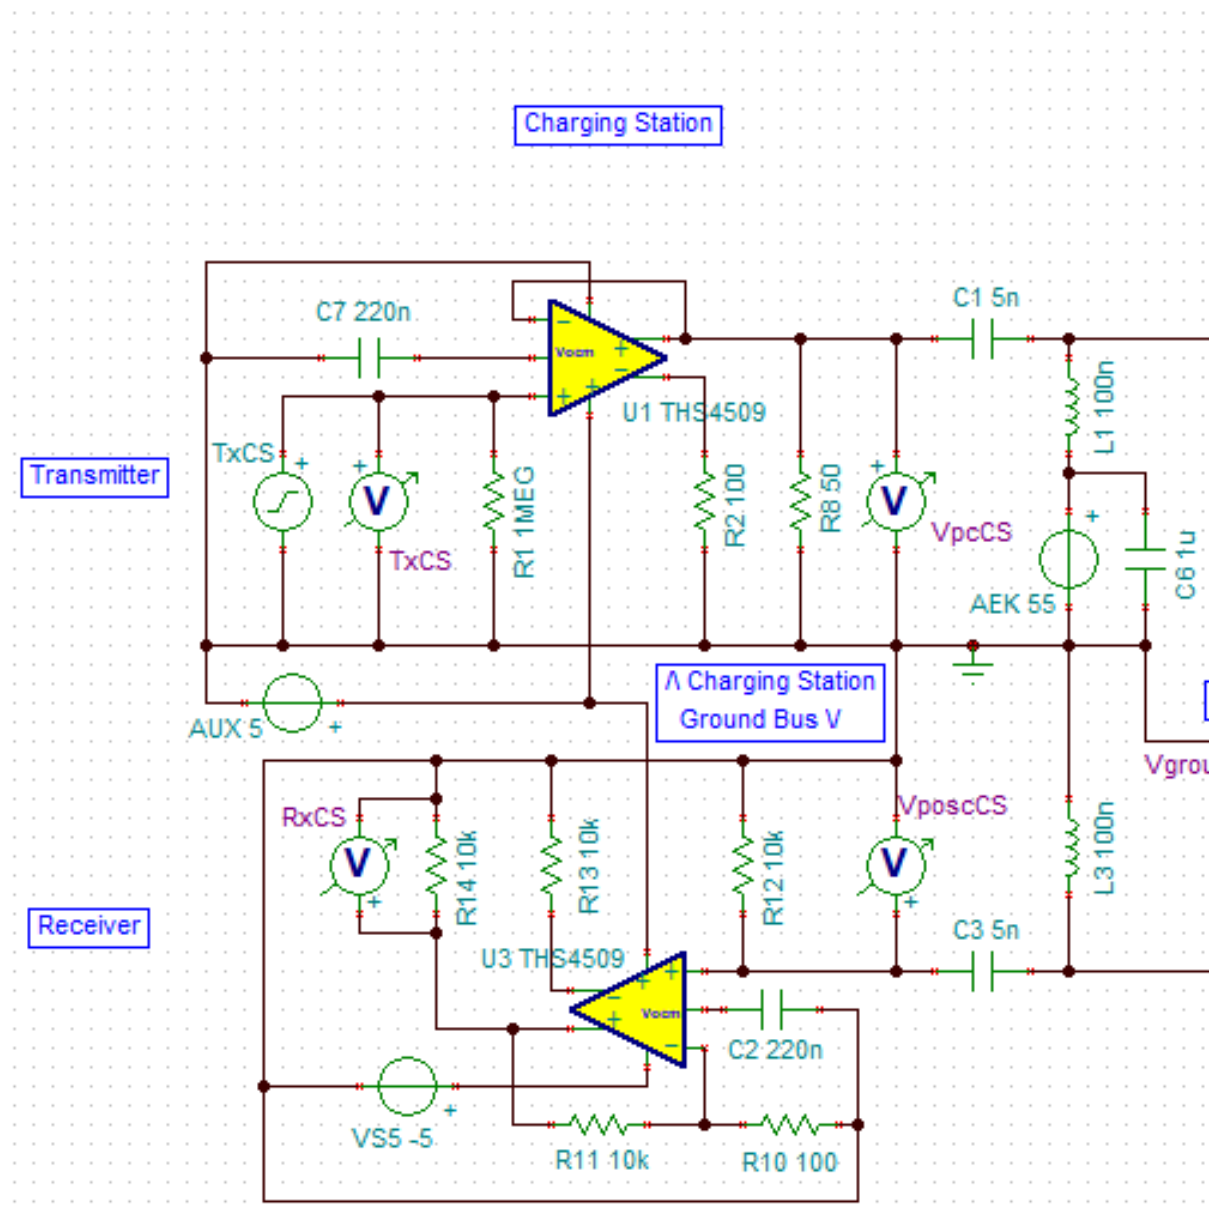 Charging Station
C7 220n
C1 5n
Vocm
U1 THS4509
L1 100n
TxCS
Transmitter
V
V
TxCS
R1 1MEG
R2 100
R8 50
VpcCS
AEK 55
C6 1u
Λ Charging Station
Ground Bus V
AUX 5
Vgrou
RxCS
VposcCS
V
V
R14 10k
R13 10k
R12 10k
L3 100n
Receiver
U3 THS4509
C3 5n
Vocm
C2 220n
VS5 -5
R11 10k
R10 100